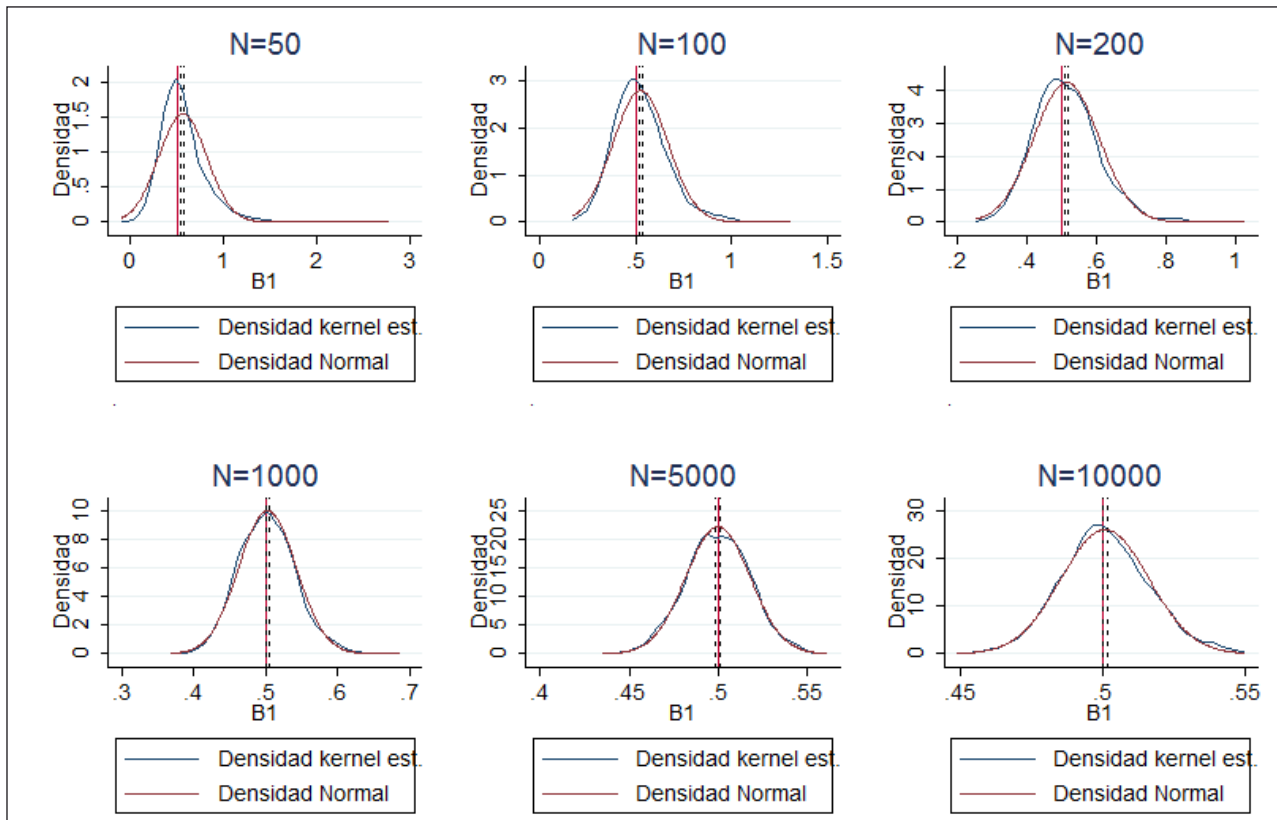 N=50
Densidad
0 .5 1 1.5 2
0 1 2 3
B1
Densidad kernel est.
Densidad Normal
N=100
Densidad
0 1 2 3
0 .5 1 1.5
B1
Densidad kernel est.
Densidad Normal
N=200
Densidad
0 1 2 3 4
.2 .4 .6 .8 1
B1
Densidad kernel est.
Densidad Normal
N=1000
Densidad
0 2 4 6 8 10
.3 .4 .5 .6 .7
B1
Densidad kernel est.
Densidad Normal
N=5000
Densidad
0 5 10 15 20 25
.4 .45 .5 .55
B1
Densidad kernel est.
Densidad Normal
N=10000
Densidad
0 10 20 30
.45 .5 .55
B1
Densidad kernel est.
Densidad Normal